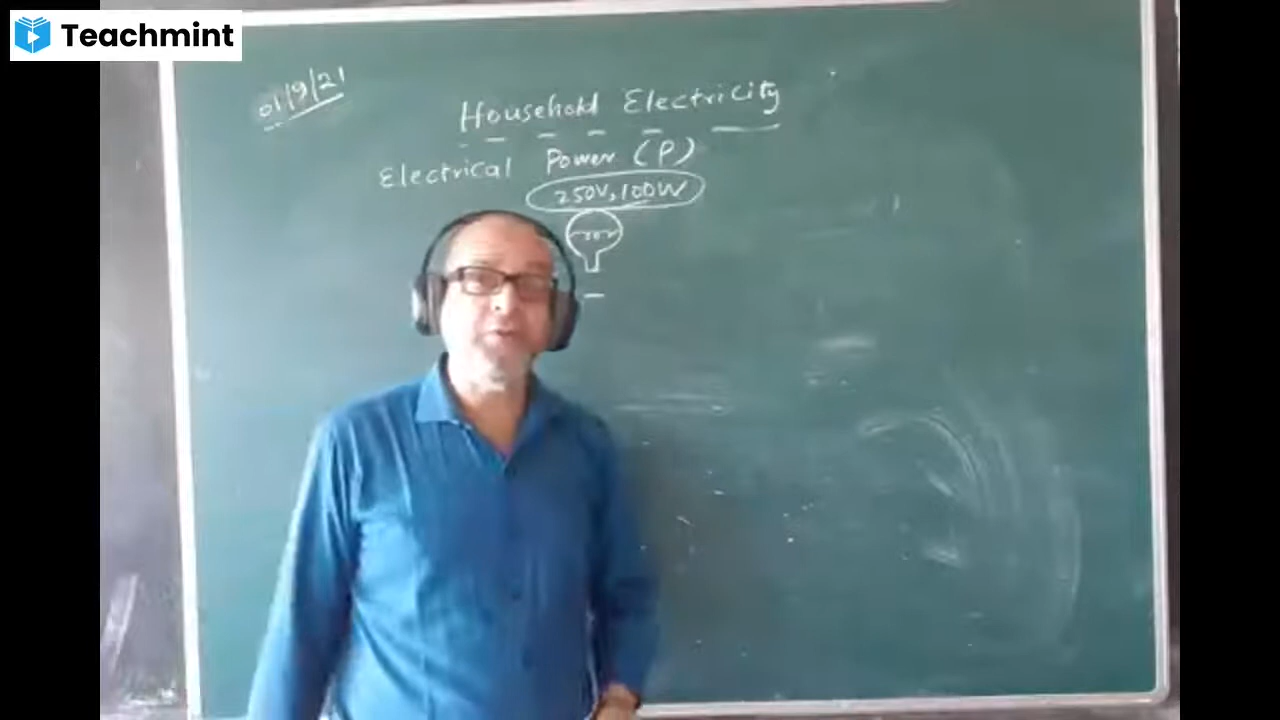 Teachmint
01/9/21
Household Electricity
Electrical Power (P)
250V, 100W